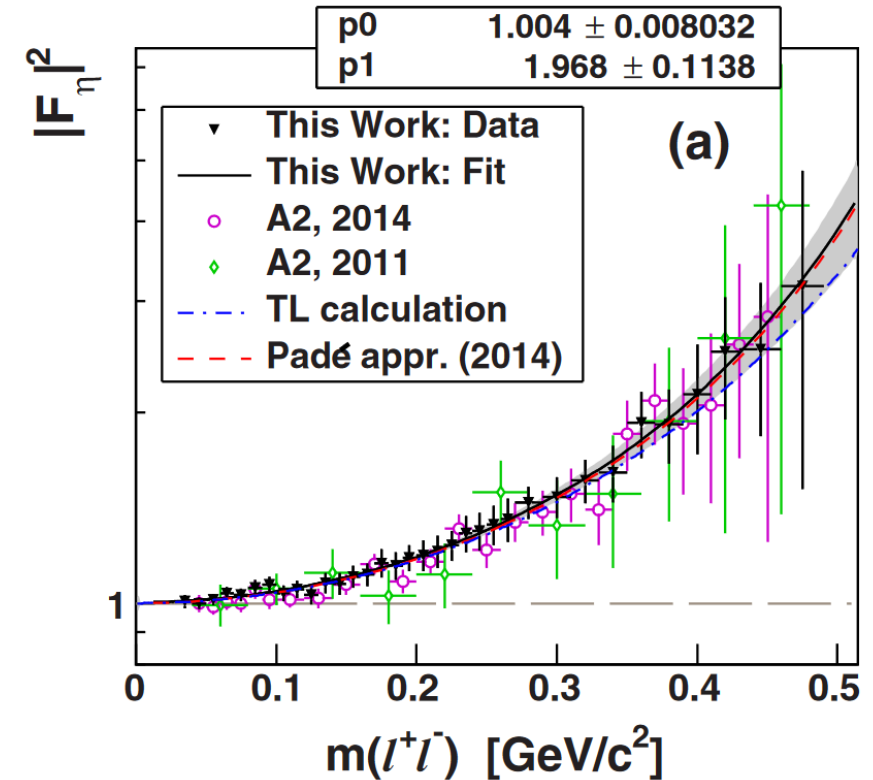 p0 1.004 ± 0.008032
p1 1.968 ± 0.1138
|Fη|²
This Work: Data
This Work: Fit
A2, 2014
A2, 2011
TL calculation
Padé appr. (2014)
(a)
1
0 0.1 0.2 0.3 0.4 0.5
m(l⁺l⁻) [GeV/c²]